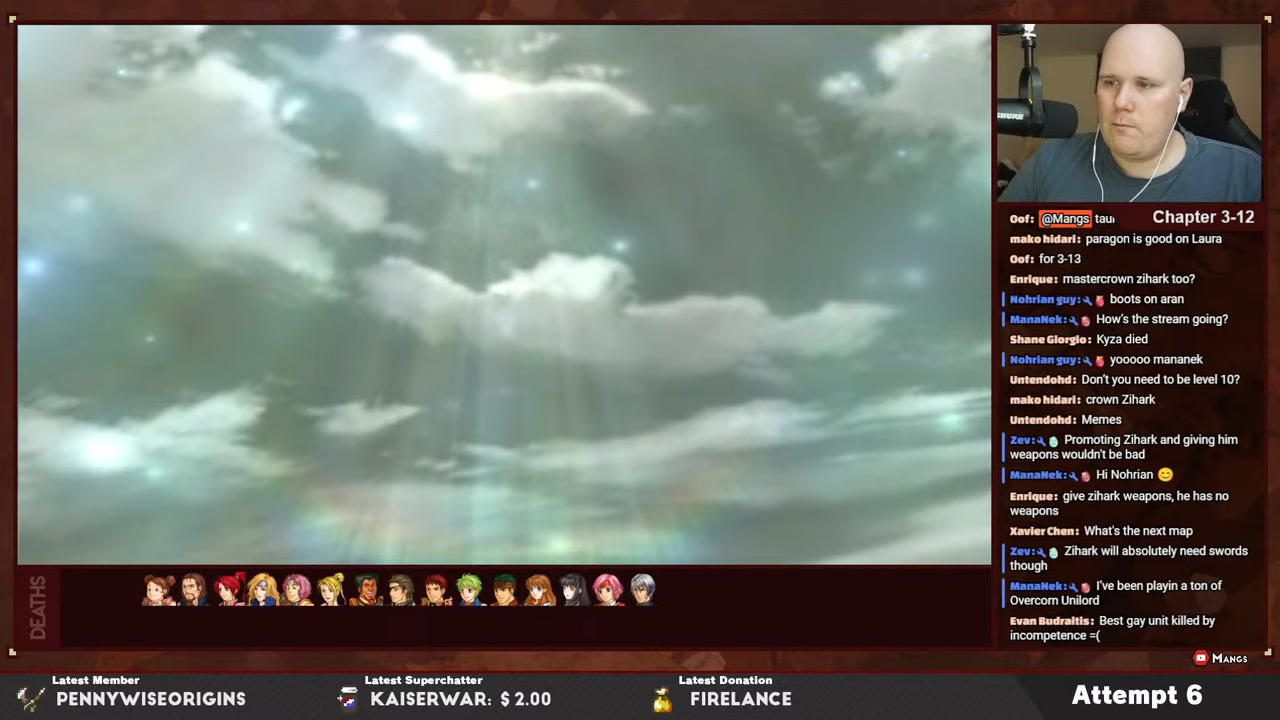 SHURE
Oof: @Mangs tau
Chapter 3-12
mako hidari: paragon is good on Laura
Oof: for 3-13
Enrique: mastercrown zihark too?
Nohrian guy: boots on aran
ManaNek: How's the stream going?
Shane Giorgio: Kyza died
Nohrian guy: yooooo mananek
Untendohd: Don't you need to be level 10?
mako hidari: crown Zihark
Untendohd: Memes
Zev: Promoting Zihark and giving him
weapons wouldn't be bad
ManaNek: Hi Nohrian 😊
Enrique: give zihark weapons, he has no
weapons
Xavier Chen: What's the next map
Zev: Zihark will absolutely need swords
though
ManaNek: I've been playin a ton of
Overcorn Unilord
Evan Budraitis: Best gay unit killed by
incompetence =(
DEATHS
MANGS
Latest Member
PENNYWISEORIGINS
Latest Superchatter
KAISERWAR: $ 2.00
Latest Donation
FIRELANCE
Attempt 6